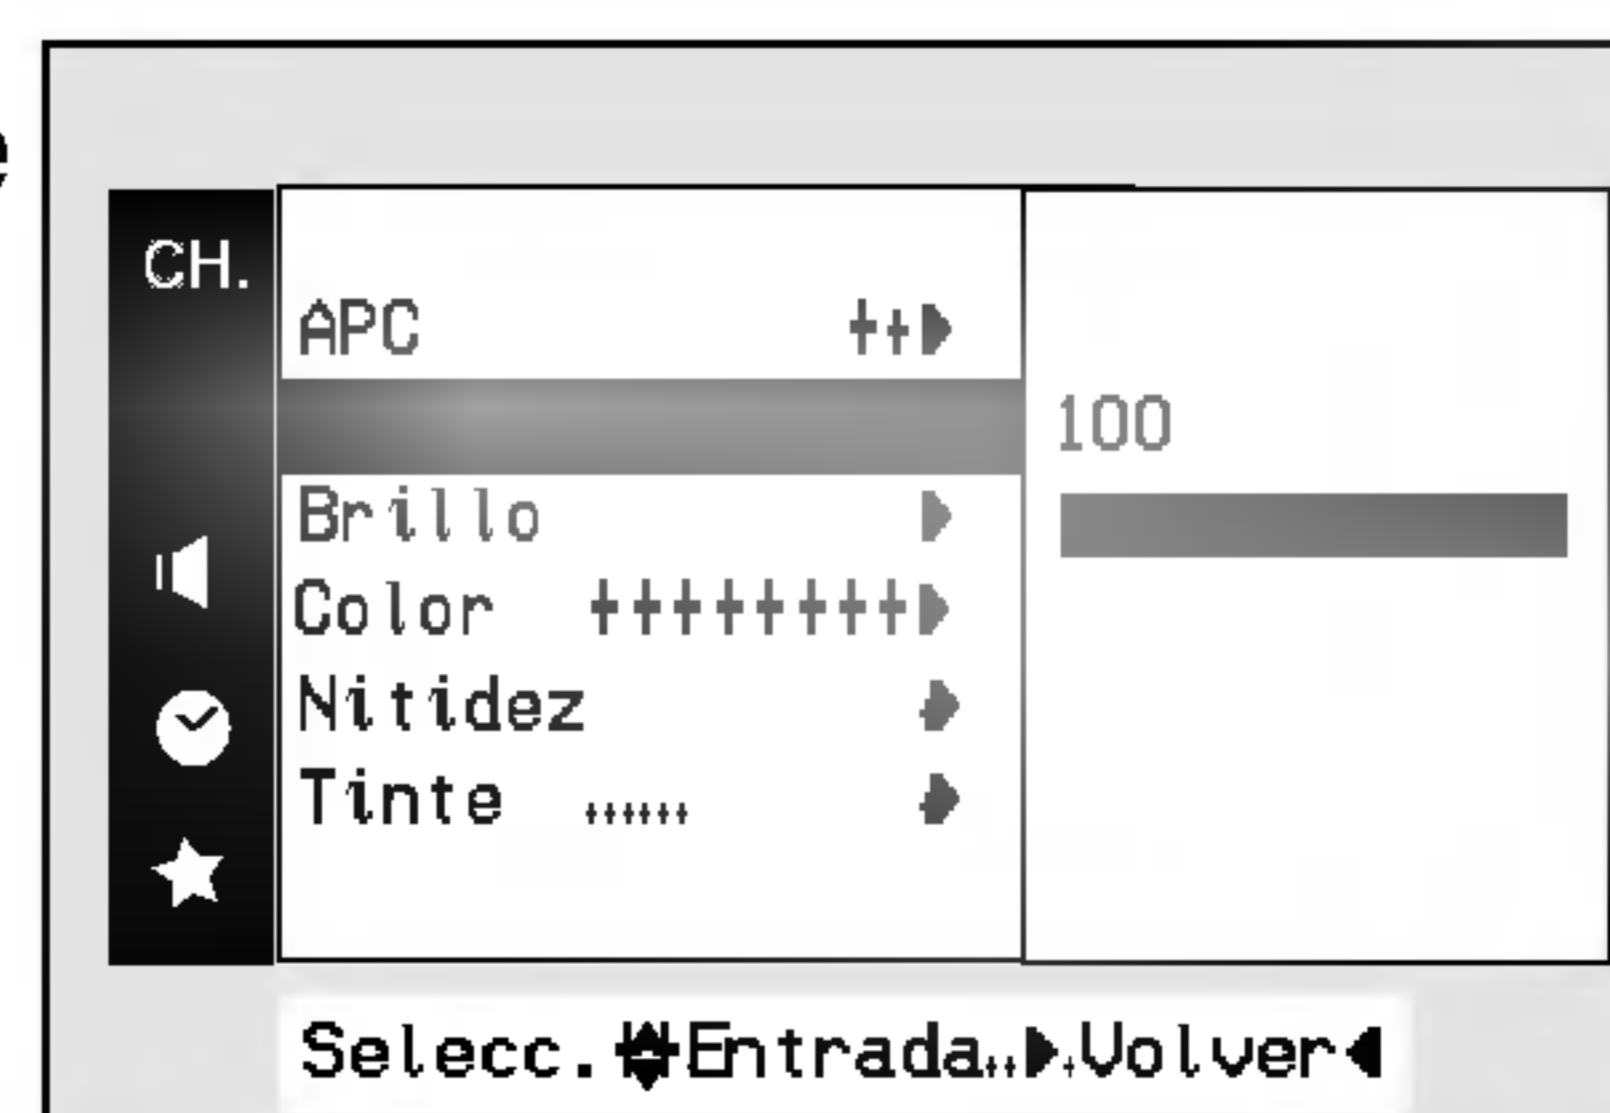 CH.
APC
100
Brillo
Color
Nitidez
Tinte
Selecc. Entrada Volver